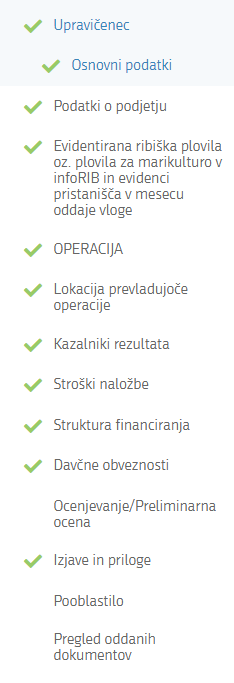 Upravičenec
Osnovni podatki
Podatki o podjetju
Evidentirana ribiška plovila
oz. plovila za marikulturo v
infoRIB in evidenci
pristanišča v mesecu
oddaje vloge
OPERACIJA
Lokacija prevladujoče
operacije
Kazalniki rezultata
Stroški naložbe
Struktura financiranja
Davčne obveznosti
Ocenjevanje/Preliminarna
ocena
Izjave in priloge
Pooblastilo
Pregled oddanih
dokumentov